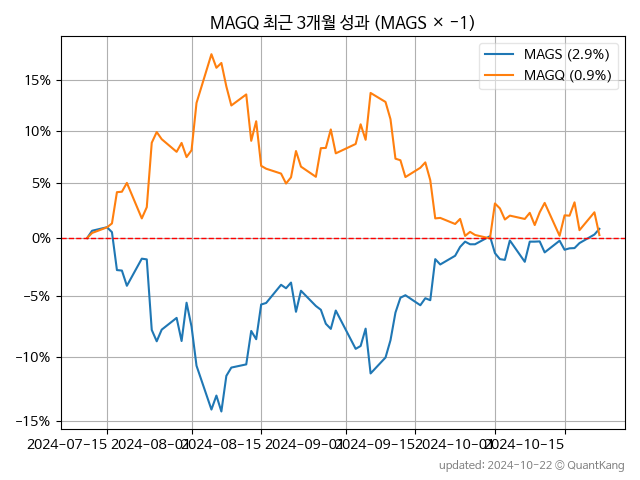 MAGQ 최근 3개월 성과 (MAGS × −1)
MAGS (2.9%)
MAGQ (0.9%)
15%
10%
5%
0%
−5%
−10%
−15%
2024-07-15 2024-08-01 2024-08-15 2024-09-01 2024-09-15 2024-10-01 2024-10-15
updated: 2024-10-22 © QuantKang